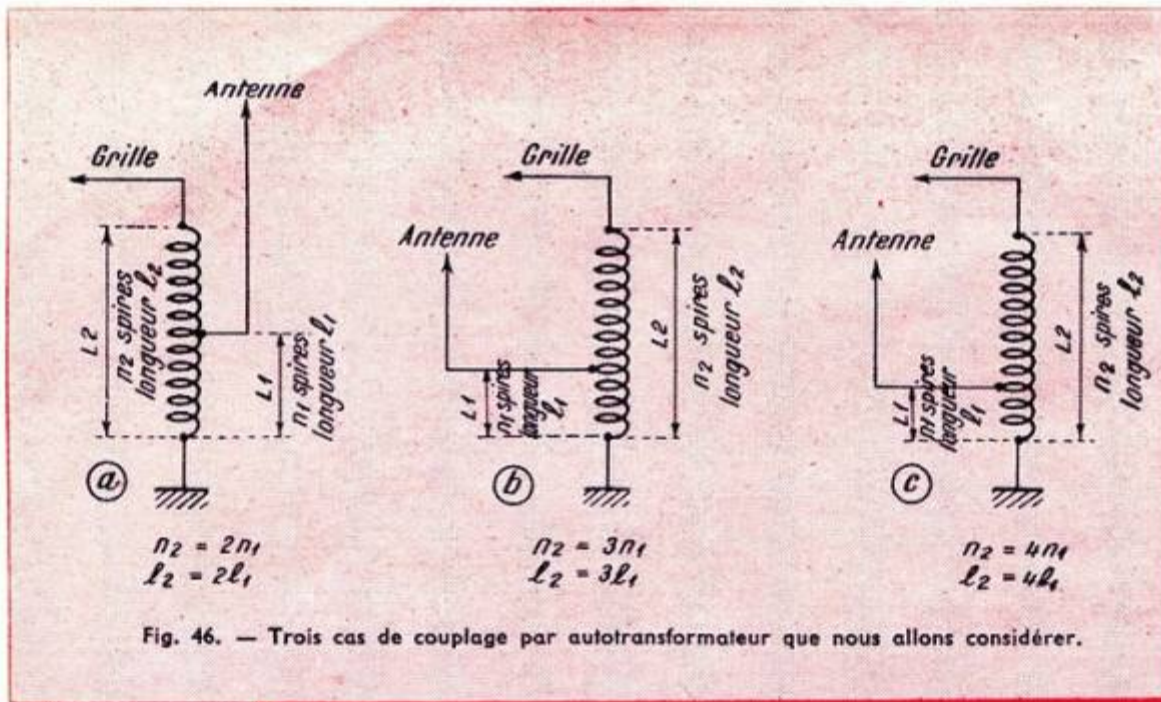 Antenne
Grille
L2
n2 spires
longueur l2
L1
n1 spires
longueur l1
a
n2 = 2n1
l2 = 2l1
Grille
Antenne
L1
n1 spires
longueur
l1
L2
n2 spires
longueur l2
b
n2 = 3n1
l2 = 3l1
Grille
Antenne
L1
n1 spires
longueur
l1
L2
n2 spires
longueur l2
c
n2 = 4n1
l2 = 4l1
Fig. 46. — Trois cas de couplage par autotransformateur que nous allons considérer.